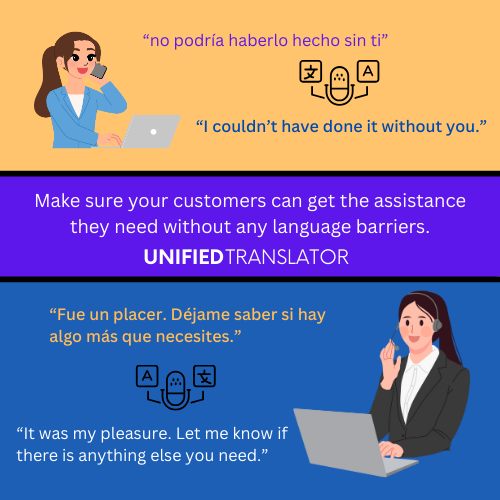 “no podría haberlo hecho sin ti”
文 A
“I couldn’t have done it without you.”
Make sure your customers can get the assistance
they need without any language barriers.
UNIFIEDTRANSLATOR
“Fue un placer. Déjame saber si hay
algo más que necesites.”
A 文
“It was my pleasure. Let me know if
there is anything else you need.”